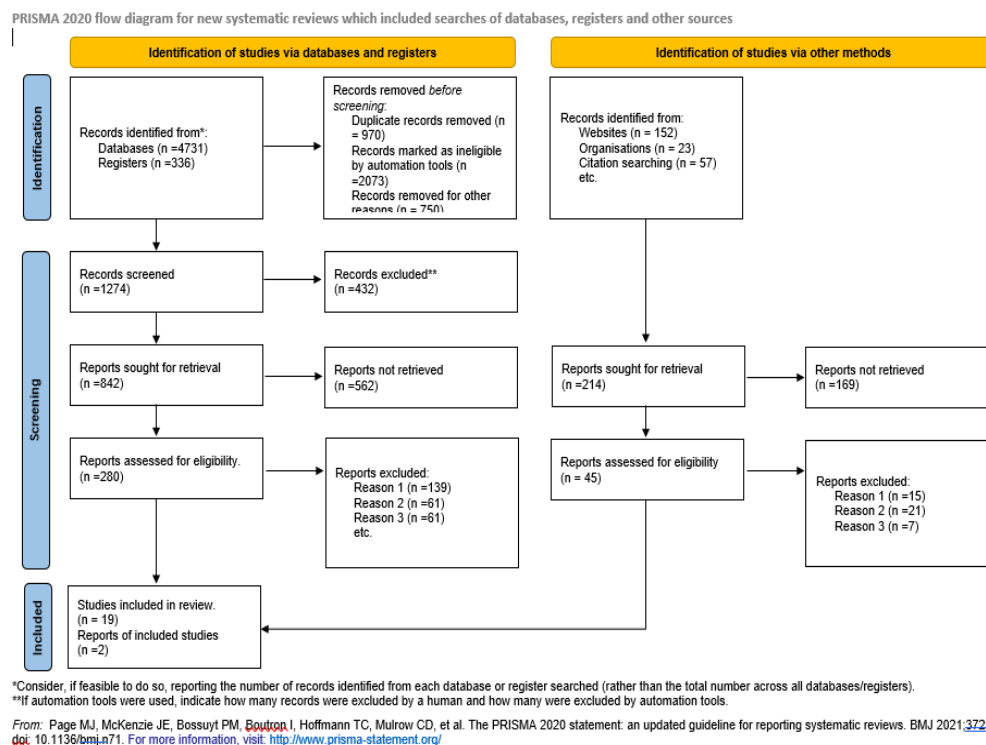 PRISMA 2020 flow diagram for new systematic reviews which included searches of databases, registers and other sources
Identification of studies via databases and registers
Identification of studies via other methods
Identification
Records identified from*:
Databases (n =4731)
Registers (n =336)
Records removed before
screening:
Duplicate records removed (n
= 970)
Records marked as ineligible
by automation tools (n
=2073)
Records removed for other
reasons (n = 750)
Records identified from:
Websites (n = 152)
Organisations (n = 23)
Citation searching (n = 57)
etc.
Screening
Records screened
(n =1274)
Records excluded**
(n =432)
Reports sought for retrieval
(n =842)
Reports not retrieved
(n =562)
Reports sought for retrieval
(n =214)
Reports not retrieved
(n =169)
Reports assessed for eligibility.
(n =280)
Reports excluded:
Reason 1 (n =139)
Reason 2 (n =61)
Reason 3 (n =61)
etc.
Reports assessed for eligibility
(n = 45)
Reports excluded:
Reason 1 (n =15)
Reason 2 (n =21)
Reason 3 (n =7)
Included
Studies included in review.
(n = 19)
Reports of included studies
(n =2)
*Consider, if feasible to do so, reporting the number of records identified from each database or register searched (rather than the total number across all databases/registers).
**If automation tools were used, indicate how many records were excluded by a human and how many were excluded by automation tools.
From: Page MJ, McKenzie JE, Bossuyt PM, Boutron I, Hoffmann TC, Mulrow CD, et al. The PRISMA 2020 statement: an updated guideline for reporting systematic reviews. BMJ 2021;372
doi: 10.1136/bmj.n71. For more information, visit: http://www.prisma-statement.org/